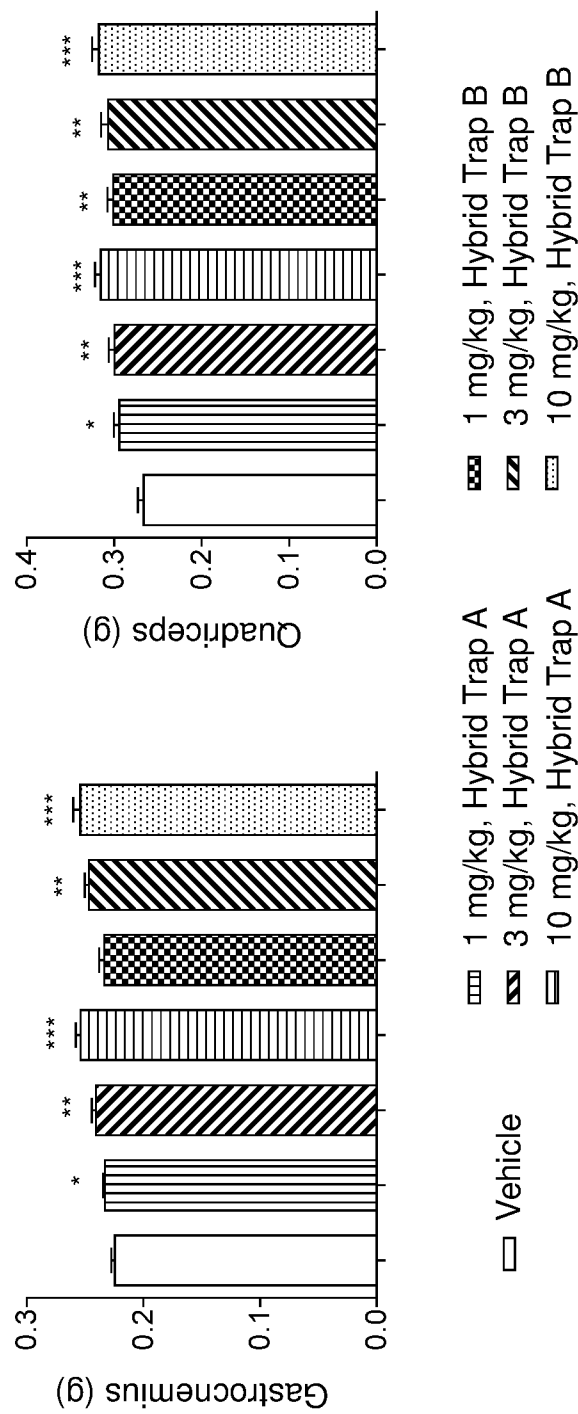 Gastrocnemius (g)
0.3
0.2
0.1
0.0
*
**
***
**
***
Quadriceps (g)
0.4
0.3
0.2
0.1
0.0
*
**
***
**
**
***
Vehicle
1 mg/kg, Hybrid Trap A
3 mg/kg, Hybrid Trap A
10 mg/kg, Hybrid Trap A
1 mg/kg, Hybrid Trap B
3 mg/kg, Hybrid Trap B
10 mg/kg, Hybrid Trap B